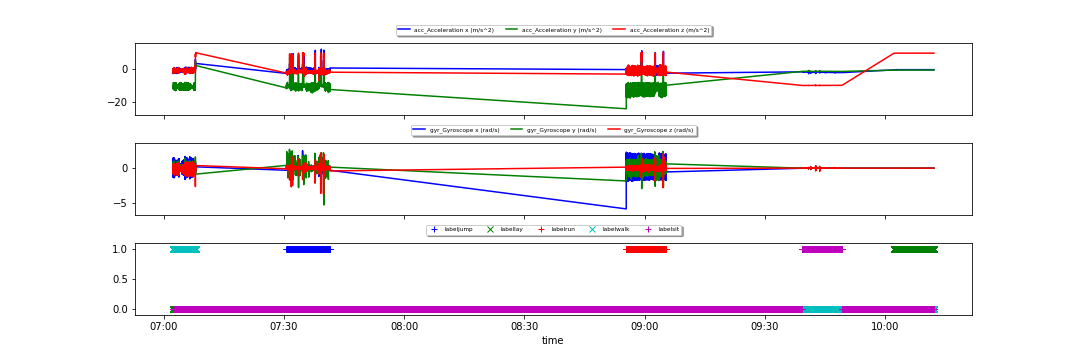 acc_Acceleration x (m/s^2) acc_Acceleration y (m/s^2) acc_Acceleration z (m/s^2)
0
−20
gyr_Gyroscope x (rad/s) gyr_Gyroscope y (rad/s) gyr_Gyroscope z (rad/s)
0
−5
labeljump labellay labelrun labelwalk labelsit
1.0
0.5
0.0
07:00 07:30 08:00 08:30 09:00 09:30 10:00
time